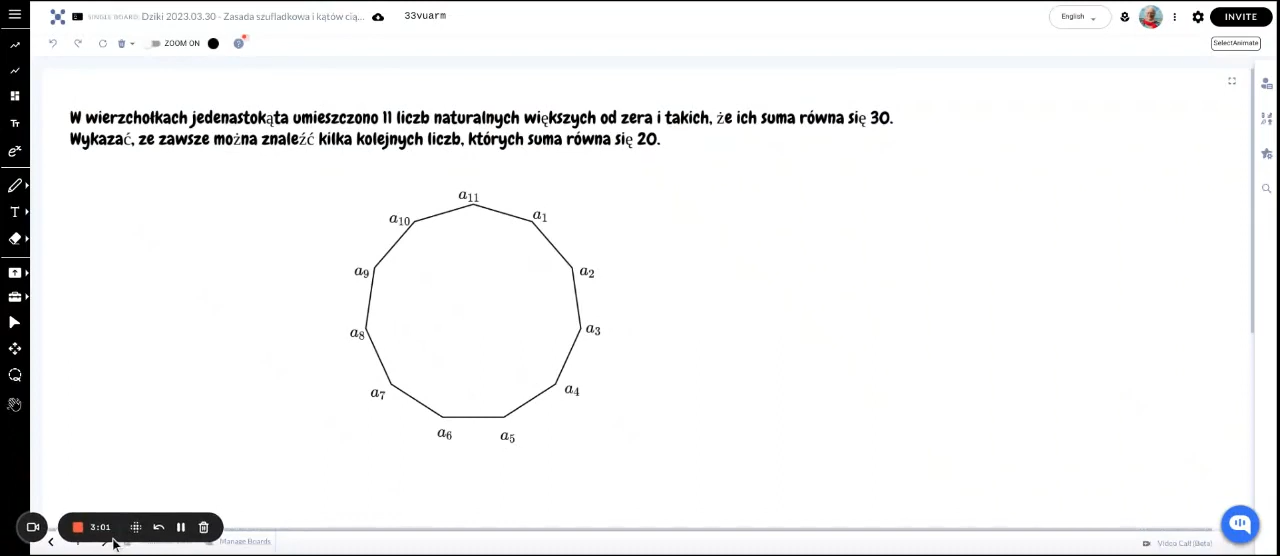 SINGLE BOARD: Dziki 2023.03.30 - Zasada szufladkowa i kątów cią... 33vuarm English INVITE
ZOOM ON SelectAnimate
W wierzchołkach jedenastokąta umieszczono 11 liczb naturalnych większych od zera i takich, że ich suma równa się 30.
Wykazać, ze zawsze można znaleźć kilka kolejnych liczb, których suma równa się 20.
a11
a10 a1
a9 a2
a8 a3
a7 a4
a6 a5
3:01
Manage Boards Video Call (Beta)